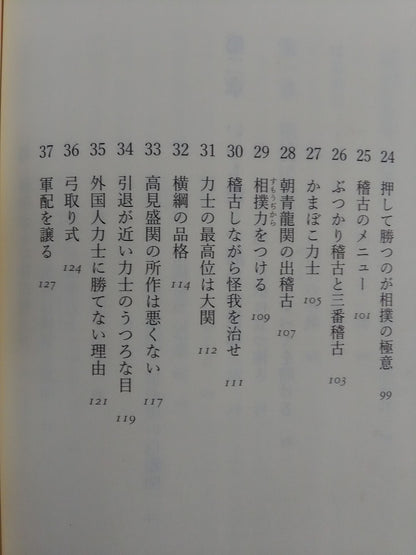 24 押して勝つのが相撲の極意 99
25 稽古のメニュー 101
26 ぶつかり稽古と三番稽古 103
27 かまぼこ力士 105
28 朝青龍関の出稽古 107
29 相撲力をつける 109
すもうぢから
30 稽古しながら怪我を治せ 111
31 力士の最高位は大関 112
32 横綱の品格 114
33 高見盛関の所作は悪くない 117
34 引退が近い力士のうつろな目 119
35 外国人力士に勝てない理由 121
36 弓取り式 124
37 軍配を譲る 127